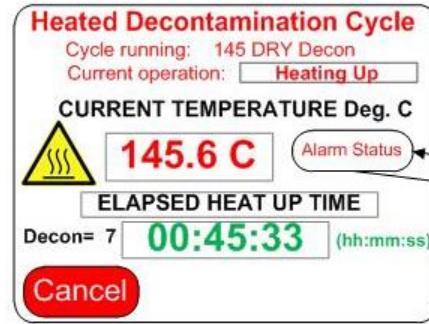 Heated Decontamination Cycle
Cycle running: 145 DRY Decon
Current operation: Heating Up
CURRENT TEMPERATURE Deg. C
145.6 C
Alarm Status
ELAPSED HEAT UP TIME
Decon= 7 00:45:33 (hh:mm:ss)
Cancel